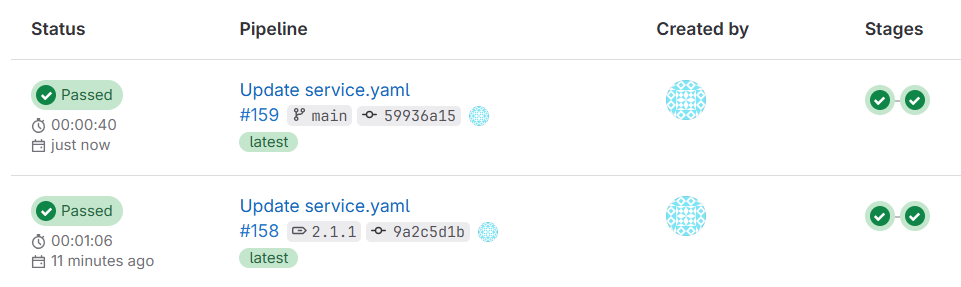 Status Pipeline Created by Stages
Passed Update service.yaml
00:00:40 #159 main 59936a15
just now latest
Passed Update service.yaml
00:01:06 #158 2.1.1 9a2c5d1b
11 minutes ago latest